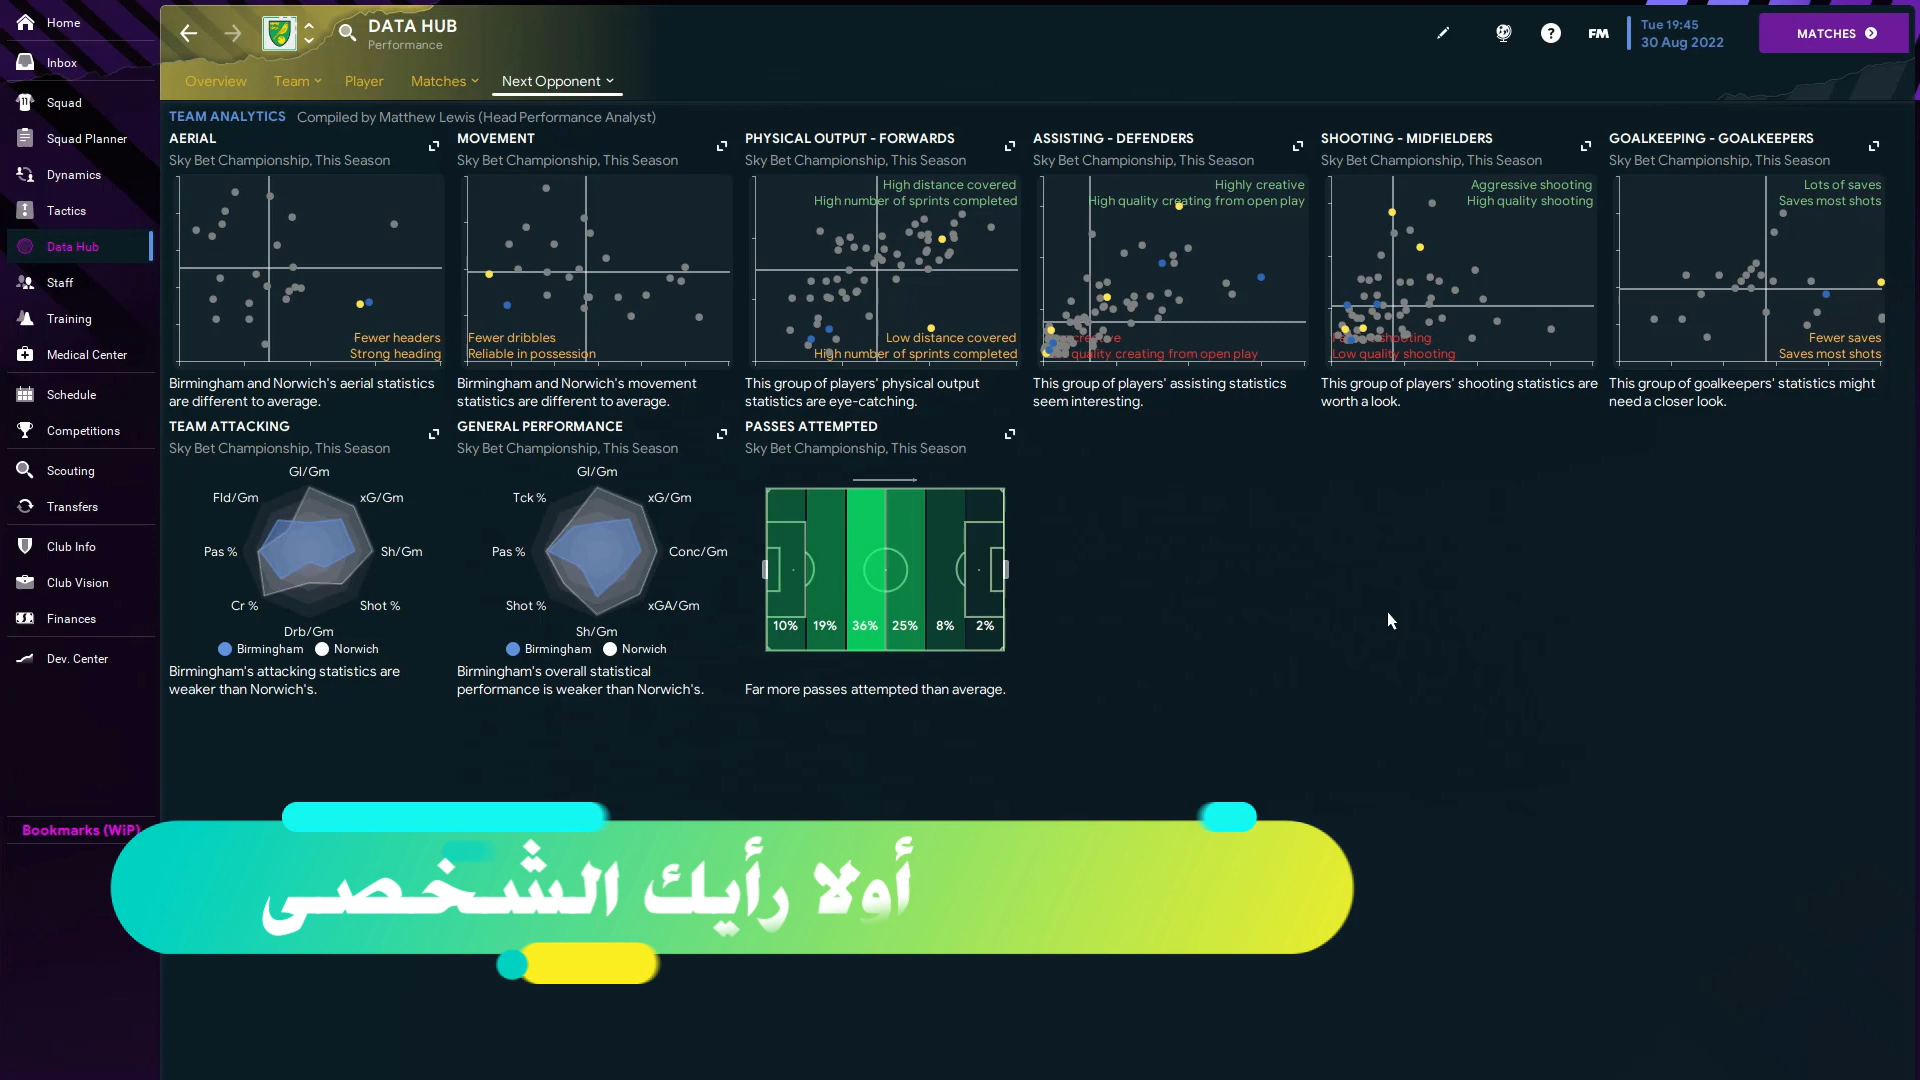 Home
Inbox
Squad
Squad Planner
Dynamics
Tactics
Data Hub
Staff
Training
Medical Center
Schedule
Competitions
Scouting
Transfers
Club Info
Club Vision
Finances
Dev. Center
Bookmarks (WiP)
DATA HUB
Performance
FM
Tue 19:45
30 Aug 2022
MATCHES
Overview Team Player Matches Next Opponent
TEAM ANALYTICS Compiled by Matthew Lewis (Head Performance Analyst)
AERIAL
Sky Bet Championship, This Season
Fewer headers
Strong heading
Birmingham and Norwich's aerial statistics
are different to average.
MOVEMENT
Sky Bet Championship, This Season
Fewer dribbles
Reliable in possession
Birmingham and Norwich's movement
statistics are different to average.
PHYSICAL OUTPUT - FORWARDS
Sky Bet Championship, This Season
High distance covered
High number of sprints completed
Low distance covered
High number of sprints completed
This group of players' physical output
statistics are eye-catching.
ASSISTING - DEFENDERS
Sky Bet Championship, This Season
Highly creative
High quality creating from open play
quality creating from open play
This group of players' assisting statistics
seem interesting.
SHOOTING - MIDFIELDERS
Sky Bet Championship, This Season
Aggressive shooting
High quality shooting
shooting
Low quality shooting
This group of players' shooting statistics are
worth a look.
GOALKEEPING - GOALKEEPERS
Sky Bet Championship, This Season
Lots of saves
Saves most shots
Fewer saves
Saves most shots
This group of goalkeepers' statistics might
need a closer look.
TEAM ATTACKING
Sky Bet Championship, This Season
Gl/Gm
Fld/Gm xG/Gm
Pas % Sh/Gm
Cr % Shot %
Drb/Gm
Birmingham Norwich
Birmingham's attacking statistics are
weaker than Norwich's.
GENERAL PERFORMANCE
Sky Bet Championship, This Season
Gl/Gm
Tck % xG/Gm
Pas % Conc/Gm
Shot % xGA/Gm
Sh/Gm
Birmingham Norwich
Birmingham's overall statistical
performance is weaker than Norwich's.
PASSES ATTEMPTED
Sky Bet Championship, This Season
10% 19% 36% 25% 8% 2%
Far more passes attempted than average.
أولا رأيك الشخصى